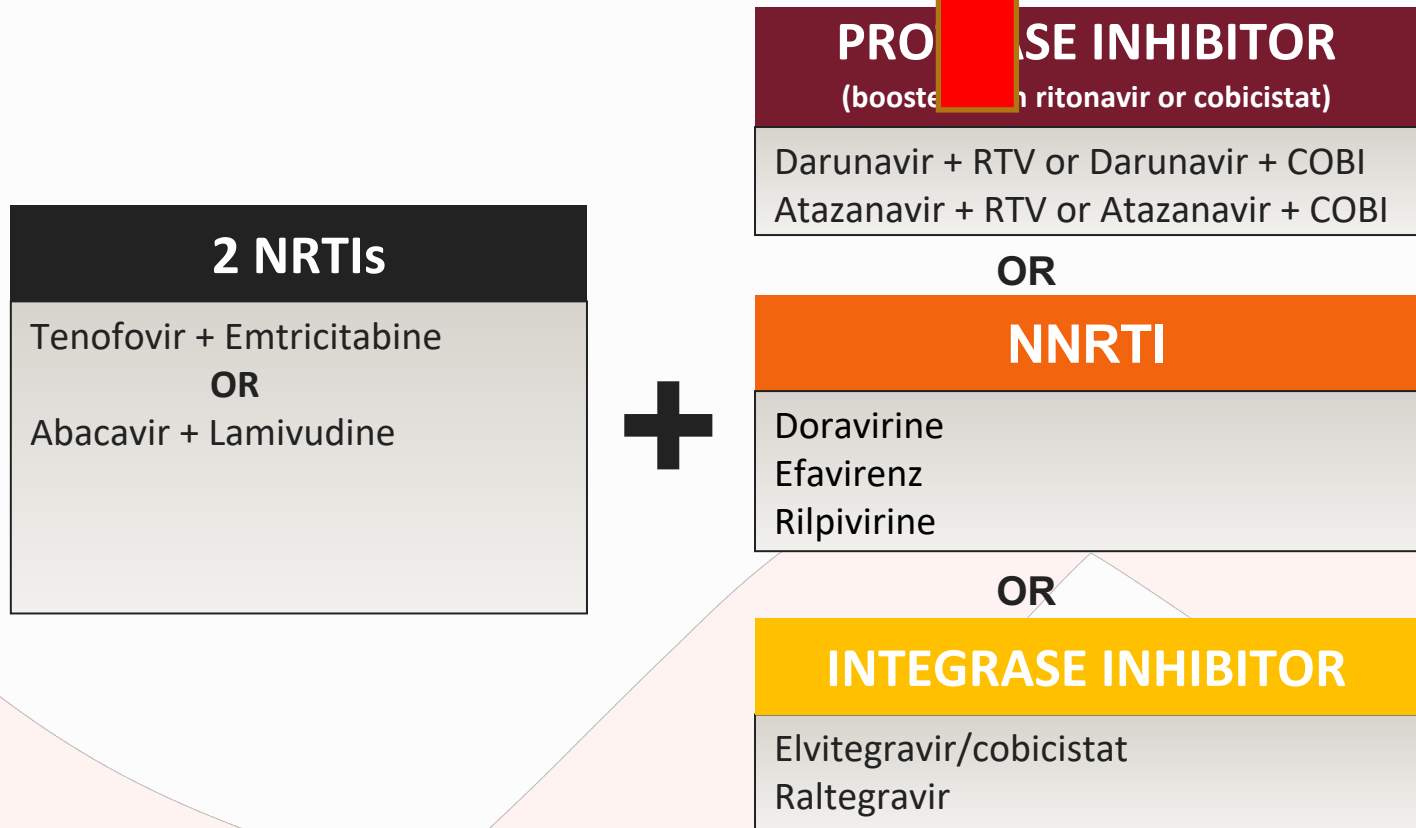 2 NRTIs
Tenofovir + Emtricitabine
OR
Abacavir + Lamivudine
+
INHIBITOR
ritonavir or cobicistat)
Darunavir + RTV or Darunavir + COBI
Atazanavir + RTV or Atazanavir + COBI
OR
NNRTI
Doravirine
Efavirenz
Rilpivirine
OR
INTEGRASE INHIBITOR
Elvitegravir/cobicistat
Raltegravir